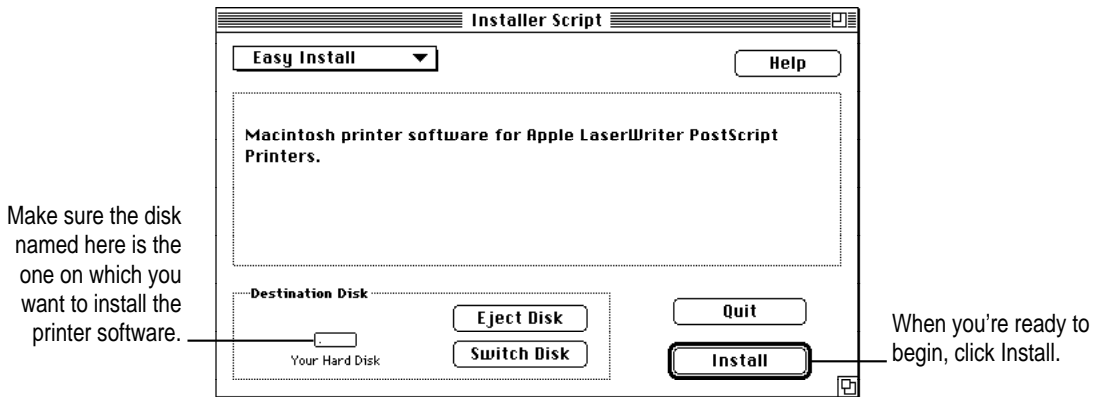 Installer Script
Easy Install
Help
Macintosh printer software for Apple LaserWriter PostScript
Printers.
Make sure the disk
named here is the
one on which you
want to install the
printer software.
Destination Disk
Your Hard Disk
Eject Disk
Switch Disk
Quit
Install
When you're ready to
begin, click Install.